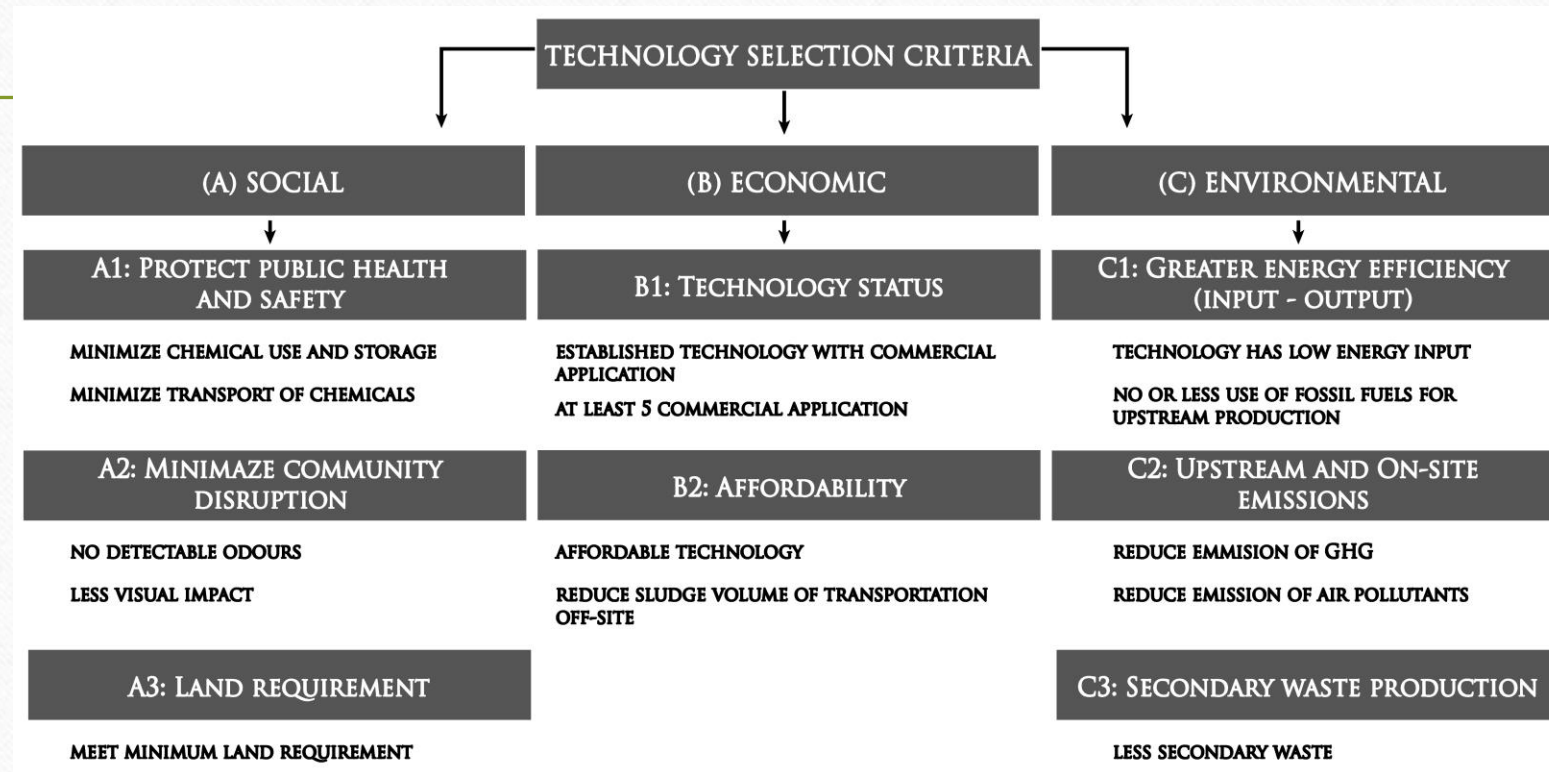 TECHNOLOGY SELECTION CRITERIA
(A) SOCIAL
A1: PROTECT PUBLIC HEALTH
AND SAFETY
MINIMIZE CHEMICAL USE AND STORAGE
MINIMIZE TRANSPORT OF CHEMICALS
A2: MINIMAZE COMMUNITY
DISRUPTION
NO DETECTABLE ODOURS
LESS VISUAL IMPACT
A3: LAND REQUIREMENT
MEET MINIMUM LAND REQUIREMENT
(B) ECONOMIC
B1: TECHNOLOGY STATUS
ESTABLISHED TECHNOLOGY WITH COMMERCIAL
APPLICATION
AT LEAST 5 COMMERCIAL APPLICATION
B2: AFFORDABILITY
AFFORDABLE TECHNOLOGY
REDUCE SLUDGE VOLUME OF TRANSPORTATION
OFF-SITE
(C) ENVIRONMENTAL
C1: GREATER ENERGY EFFICIENCY
(INPUT - OUTPUT)
TECHNOLOGY HAS LOW ENERGY INPUT
NO OR LESS USE OF FOSSIL FUELS FOR
UPSTREAM PRODUCTION
C2: UPSTREAM AND ON-SITE
EMISSIONS
REDUCE EMMISION OF GHG
REDUCE EMISSION OF AIR POLLUTANTS
C3: SECONDARY WASTE PRODUCTION
LESS SECONDARY WASTE